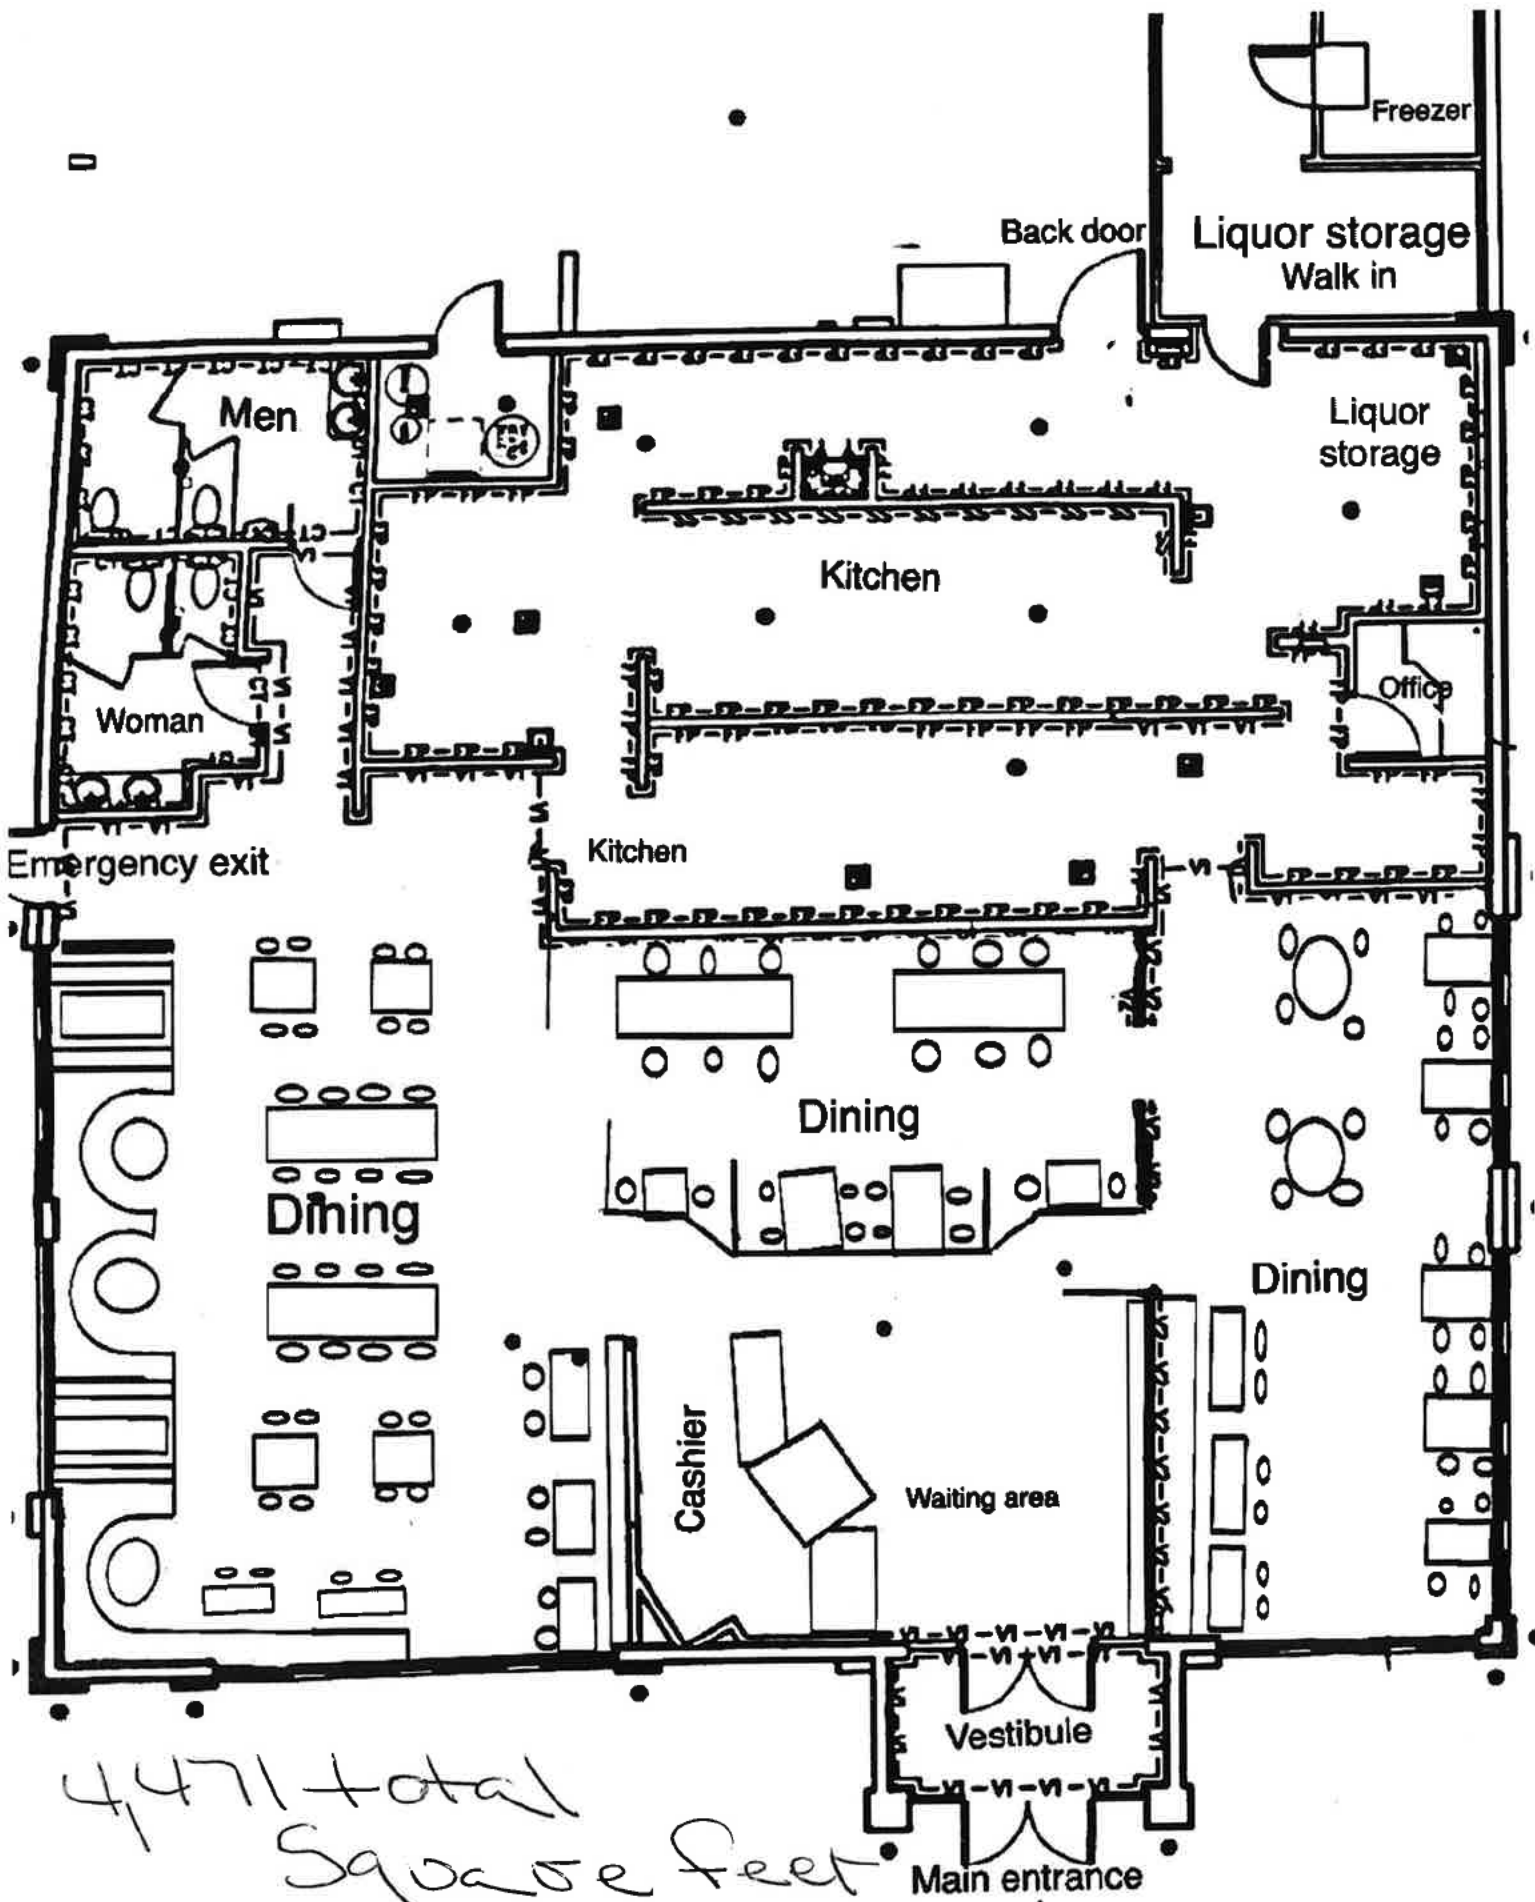 Freezer
Back door
Liquor storage
Walk in
Men
Liquor
storage
Kitchen
Office
Woman
Kitchen
Emergency exit
Dining
Dining
Dining
Cashier
Waiting area
Vestibule
4,471 total
Square feet
Main entrance